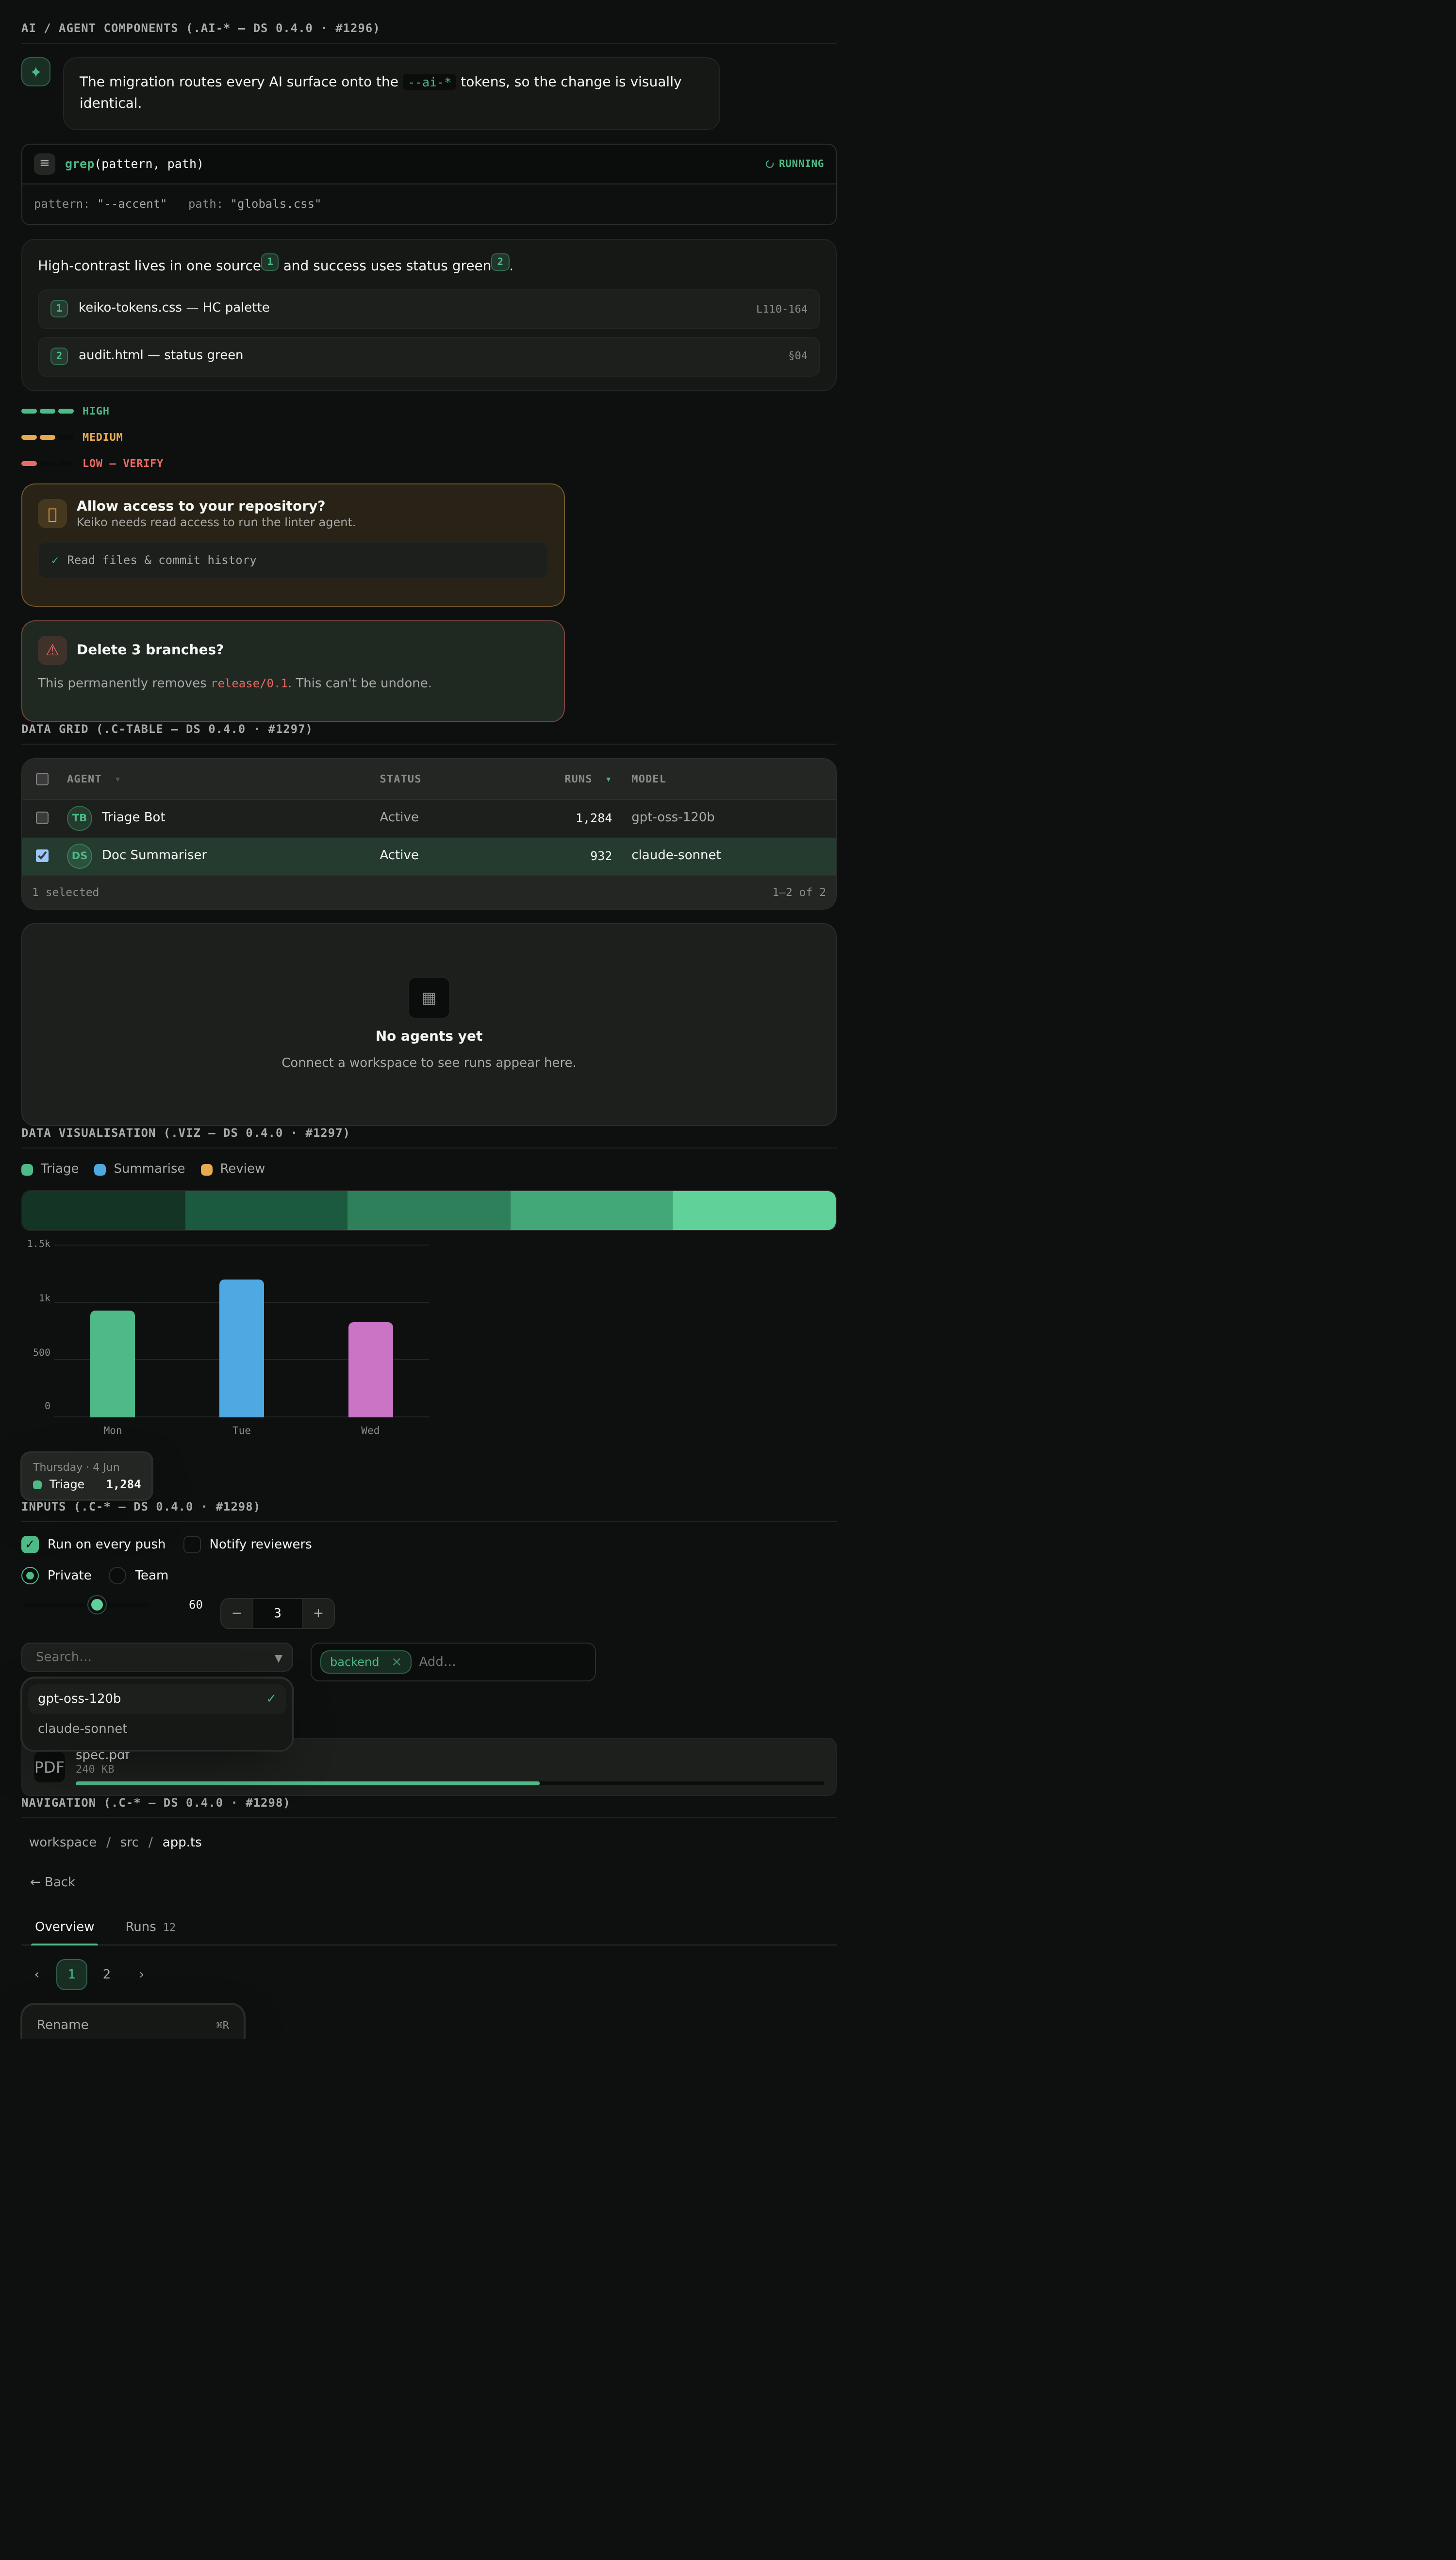 AI / AGENT COMPONENTS (.AI-* — DS 0.4.0 · #1296)
The migration routes every AI surface onto the --ai-* tokens, so the change is visually
identical.
grep(pattern, path)
RUNNING
pattern: "--accent" path: "globals.css"
High-contrast lives in one source1 and success uses status green2.
1 keiko-tokens.css — HC palette L110-164
2 audit.html — status green §04
HIGH
MEDIUM
LOW — VERIFY
Allow access to your repository?
Keiko needs read access to run the linter agent.
✓ Read files & commit history
Delete 3 branches?
This permanently removes release/0.1. This can't be undone.
DATA GRID (.C-TABLE — DS 0.4.0 · #1297)
AGENT ▾ STATUS RUNS ▾ MODEL
TB Triage Bot Active 1,284 gpt-oss-120b
DS Doc Summariser Active 932 claude-sonnet
1 selected 1–2 of 2
No agents yet
Connect a workspace to see runs appear here.
DATA VISUALISATION (.VIZ — DS 0.4.0 · #1297)
Triage Summarise Review
1.5k
1k
500
0
Mon Tue Wed
Thursday · 4 Jun
Triage 1,284
INPUTS (.C-* — DS 0.4.0 · #1298)
✓ Run on every push Notify reviewers
Private Team
60 − 3 +
Search… ▼ backend × Add…
gpt-oss-120b ✓
claude-sonnet
PDF spec.pdf
240 KB
NAVIGATION (.C-* — DS 0.4.0 · #1298)
workspace / src / app.ts
← Back
Overview Runs 12
‹ 1 2 ›
Rename ⌘R